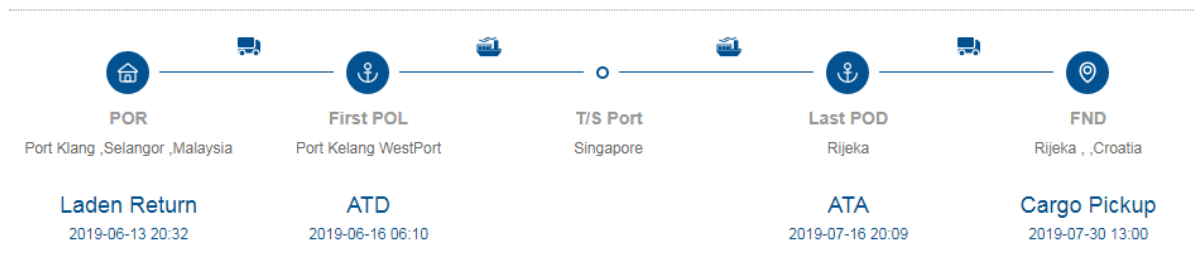 POR First POL T/S Port Last POD FND
Port Klang ,Selangor ,Malaysia Port Kelang WestPort Singapore Rijeka Rijeka , ,Croatia
Laden Return ATD ATA Cargo Pickup
2019-06-13 20:32 2019-06-16 06:10 2019-07-16 20:09 2019-07-30 13:00